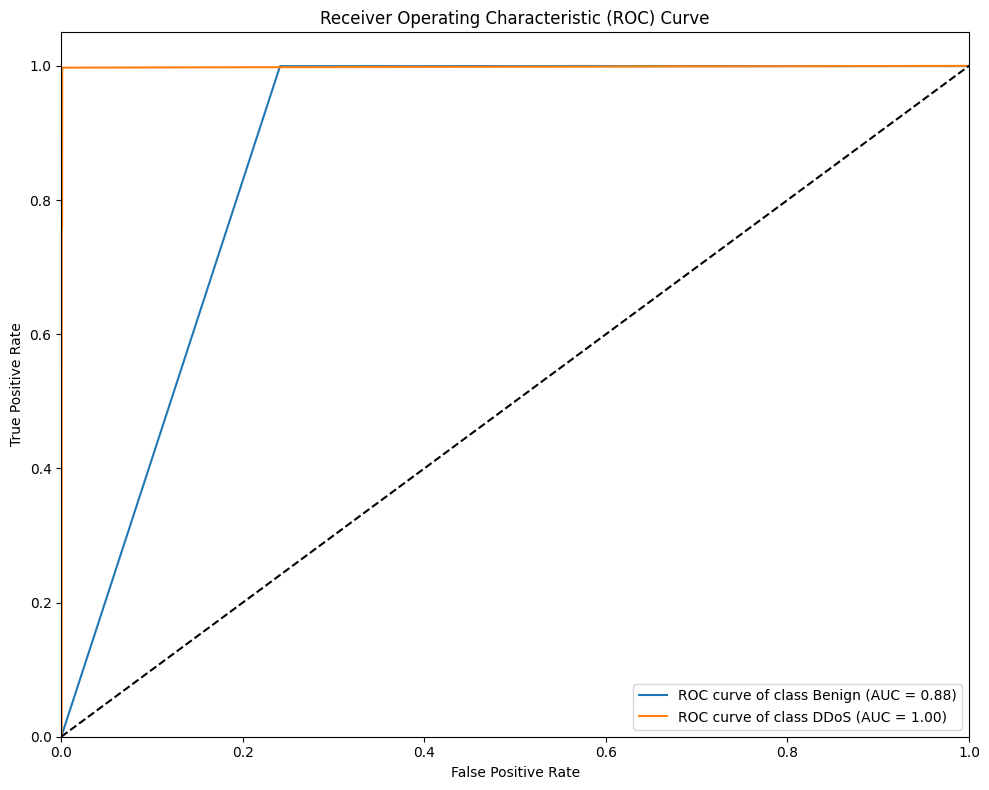 Receiver Operating Characteristic (ROC) Curve
1.0
0.8
0.6
0.4
0.2
0.0
True Positive Rate
0.0 0.2 0.4 0.6 0.8 1.0
False Positive Rate
ROC curve of class Benign (AUC = 0.88)
ROC curve of class DDoS (AUC = 1.00)